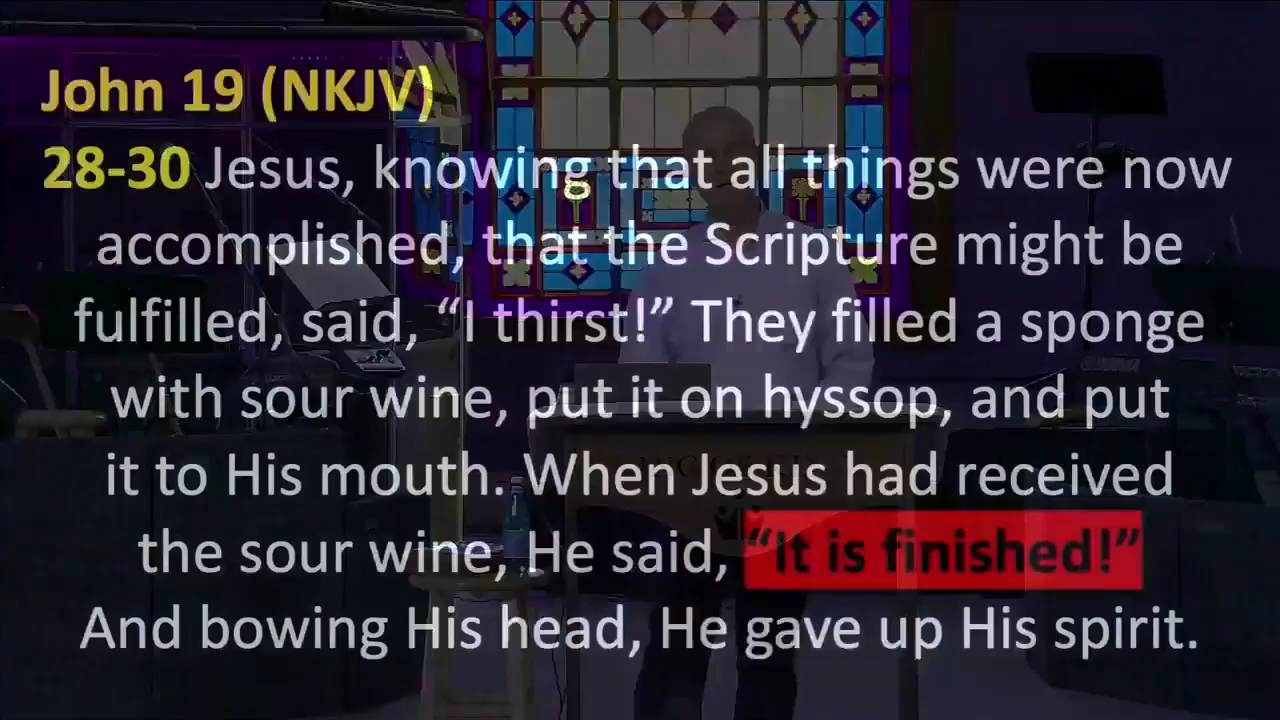 John 19 (NKJV)
28-30 Jesus, knowing that all things were now
accomplished, that the Scripture might be
fulfilled, said, “I thirst!” They filled a sponge
with sour wine, put it on hyssop, and put
it to His mouth. When Jesus had received
the sour wine, He said, “It is finished!”
And bowing His head, He gave up His spirit.